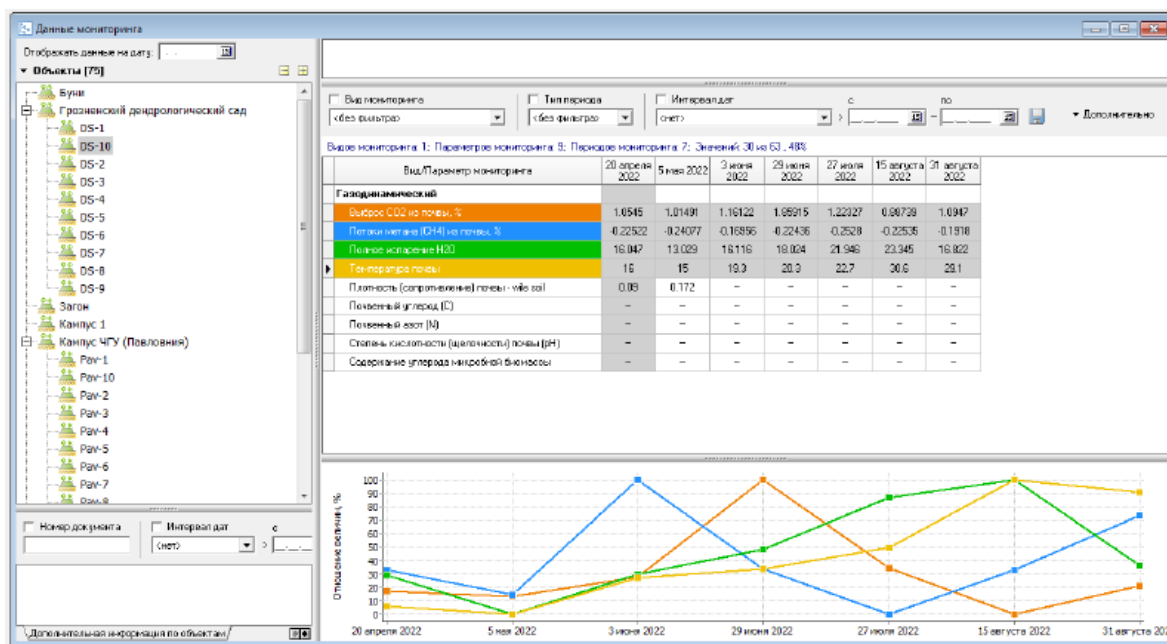 Данные мониторинга
Отображать данные на дату:
Объекты [75]
Буни
Грозненский дендрологический сад
DS-1
DS-10
DS-2
DS-3
DS-4
DS-5
DS-6
DS-7
DS-8
DS-9
Загон
Кампус 1
Кампус ЧГУ (Павловния)
Pav-1
Pav-10
Pav-2
Pav-3
Pav-4
Pav-5
Pav-6
Pav-7
Pav-8
Номер документа Интервал дат с
(нет) >
Дополнительная информация по объектам
Вид мониторинга Тип периода Интервал дат с по
<без фильтра> <без фильтра> (нет) > – Дополнительно
Видов мониторинга: 1; Параметров мониторинга: 9; Периодов мониторинга: 7; Значений: 30 из 63 , 48%
Вид/Параметр мониторинга 20 апреля 2022 5 мая 2022 3 июня 2022 29 июня 2022 27 июля 2022 15 августа 2022 31 августа 2022
Газодинамический
Выброс CO2 из почвы, % 1.0545 1.01491 1.16122 1.85915 1.22327 0.88739 1.0947
Потоки метана (CH4) из почвы, % -0.22522 -0.24077 -0.16956 -0.22436 -0.2528 -0.22535 -0.1918
Полное испарение H2O 16.047 13.029 16.116 18.024 21.946 23.345 16.822
Температура почвы 16 15 19.3 20.3 22.7 30.6 29.1
Плотность (сопротивление) почвы - wile soil 0.09 0.172 – – – – –
Почвенный углерод (C) – – – – – – –
Почвенный азот (N) – – – – – – –
Степень кислотности (щелочности) почвы (pH) – – – – – – –
Содержание углерода микробной биомассы – – – – – – –
Отношение величин, %
100
90
80
70
60
50
40
30
20
10
0
20 апреля 2022 5 мая 2022 3 июня 2022 29 июня 2022 27 июля 2022 15 августа 2022 31 августа 202